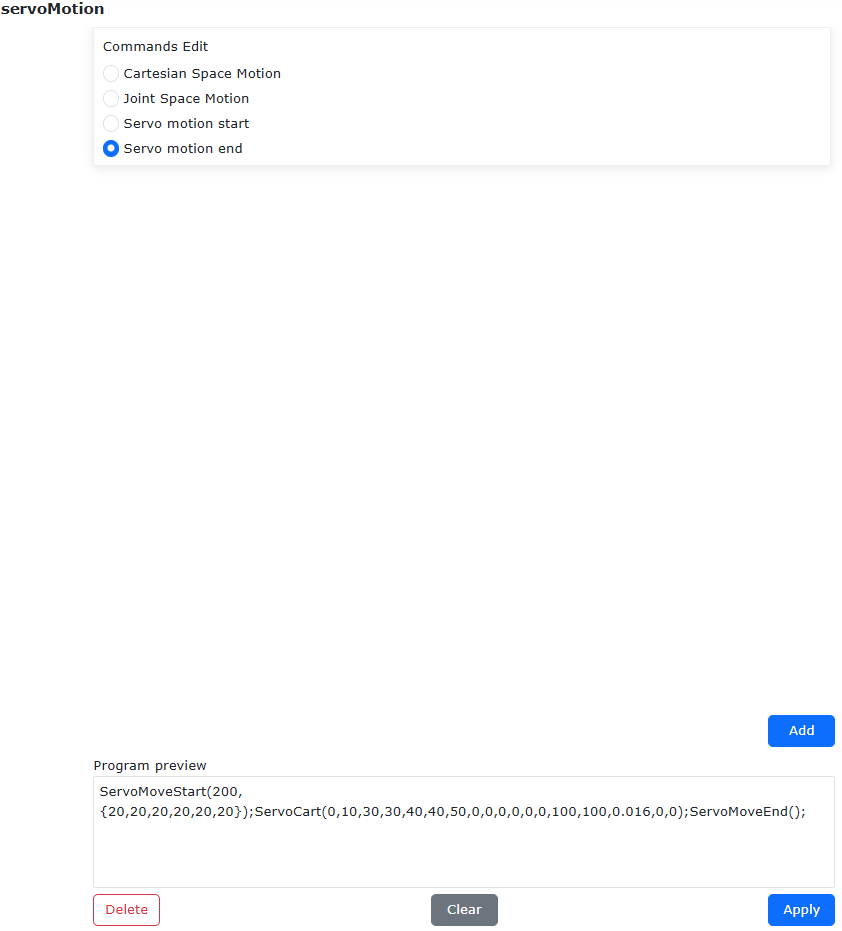 servoMotion
Commands Edit
Cartesian Space Motion
Joint Space Motion
Servo motion start
Servo motion end
Add
Program preview
ServoMoveStart(200,
{20,20,20,20,20,20});ServoCart(0,10,30,30,40,40,50,0,0,0,0,0,0,100,100,0.016,0,0);ServoMoveEnd();
Delete
Clear
Apply